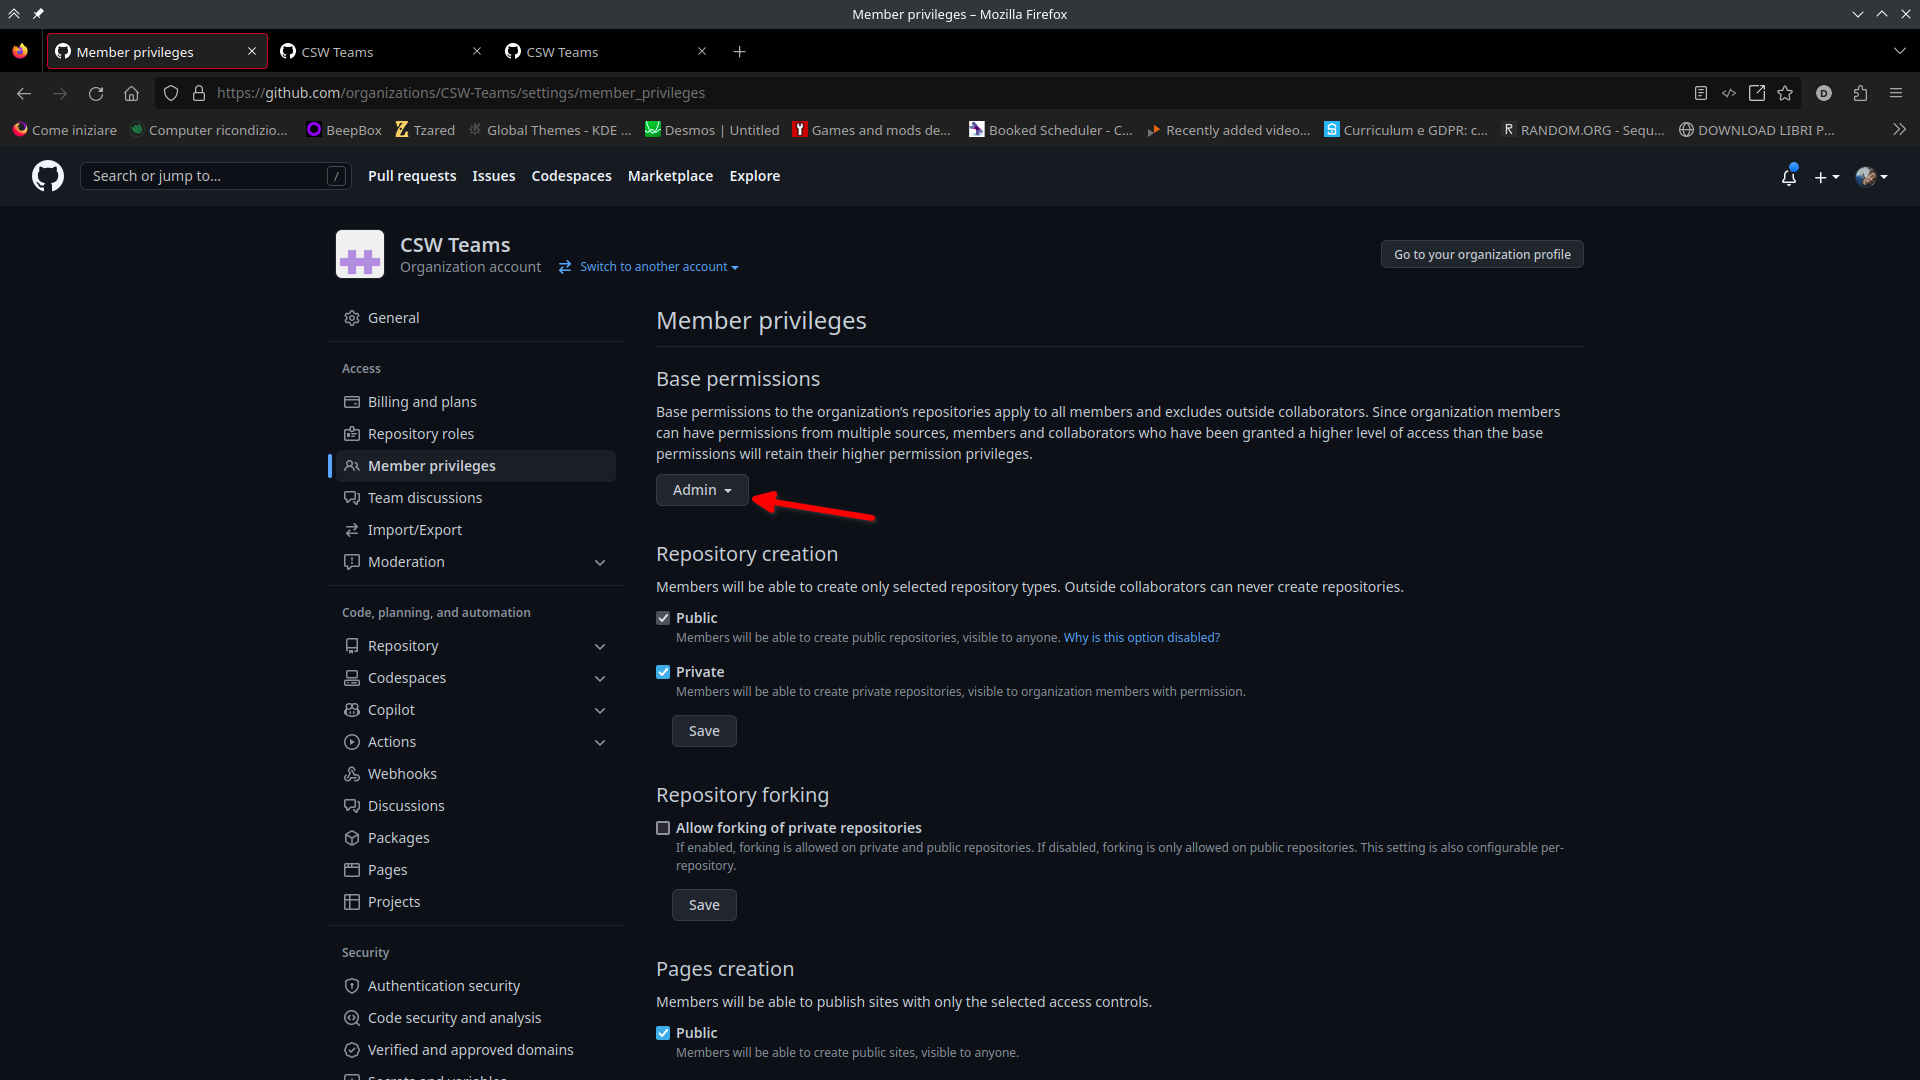 Member privileges – Mozilla Firefox
Member privileges
CSW Teams
CSW Teams
https://github.com/organizations/CSW-Teams/settings/member_privileges
D
Come iniziare
Computer ricondizio...
BeepBox
Tzared
Global Themes - KDE ...
Desmos | Untitled
Games and mods de...
Booked Scheduler - C...
Recently added video...
Curriculum e GDPR: c...
R RANDOM.ORG - Sequ...
DOWNLOAD LIBRI P...
Search or jump to... /
Pull requests
Issues
Codespaces
Marketplace
Explore
CSW Teams
Organization account
Switch to another account
Go to your organization profile
General
Access
Billing and plans
Repository roles
Member privileges
Team discussions
Import/Export
Moderation
Code, planning, and automation
Repository
Codespaces
Copilot
Actions
Webhooks
Discussions
Packages
Pages
Projects
Security
Authentication security
Code security and analysis
Verified and approved domains
Secrets and variables
Member privileges
Base permissions
Base permissions to the organization’s repositories apply to all members and excludes outside collaborators. Since organization members
can have permissions from multiple sources, members and collaborators who have been granted a higher level of access than the base
permissions will retain their higher permission privileges.
Admin
Repository creation
Members will be able to create only selected repository types. Outside collaborators can never create repositories.
Public
Members will be able to create public repositories, visible to anyone. Why is this option disabled?
Private
Members will be able to create private repositories, visible to organization members with permission.
Save
Repository forking
Allow forking of private repositories
If enabled, forking is allowed on private and public repositories. If disabled, forking is only allowed on public repositories. This setting is also configurable per-
repository.
Save
Pages creation
Members will be able to publish sites with only the selected access controls.
Public
Members will be able to create public sites, visible to anyone.